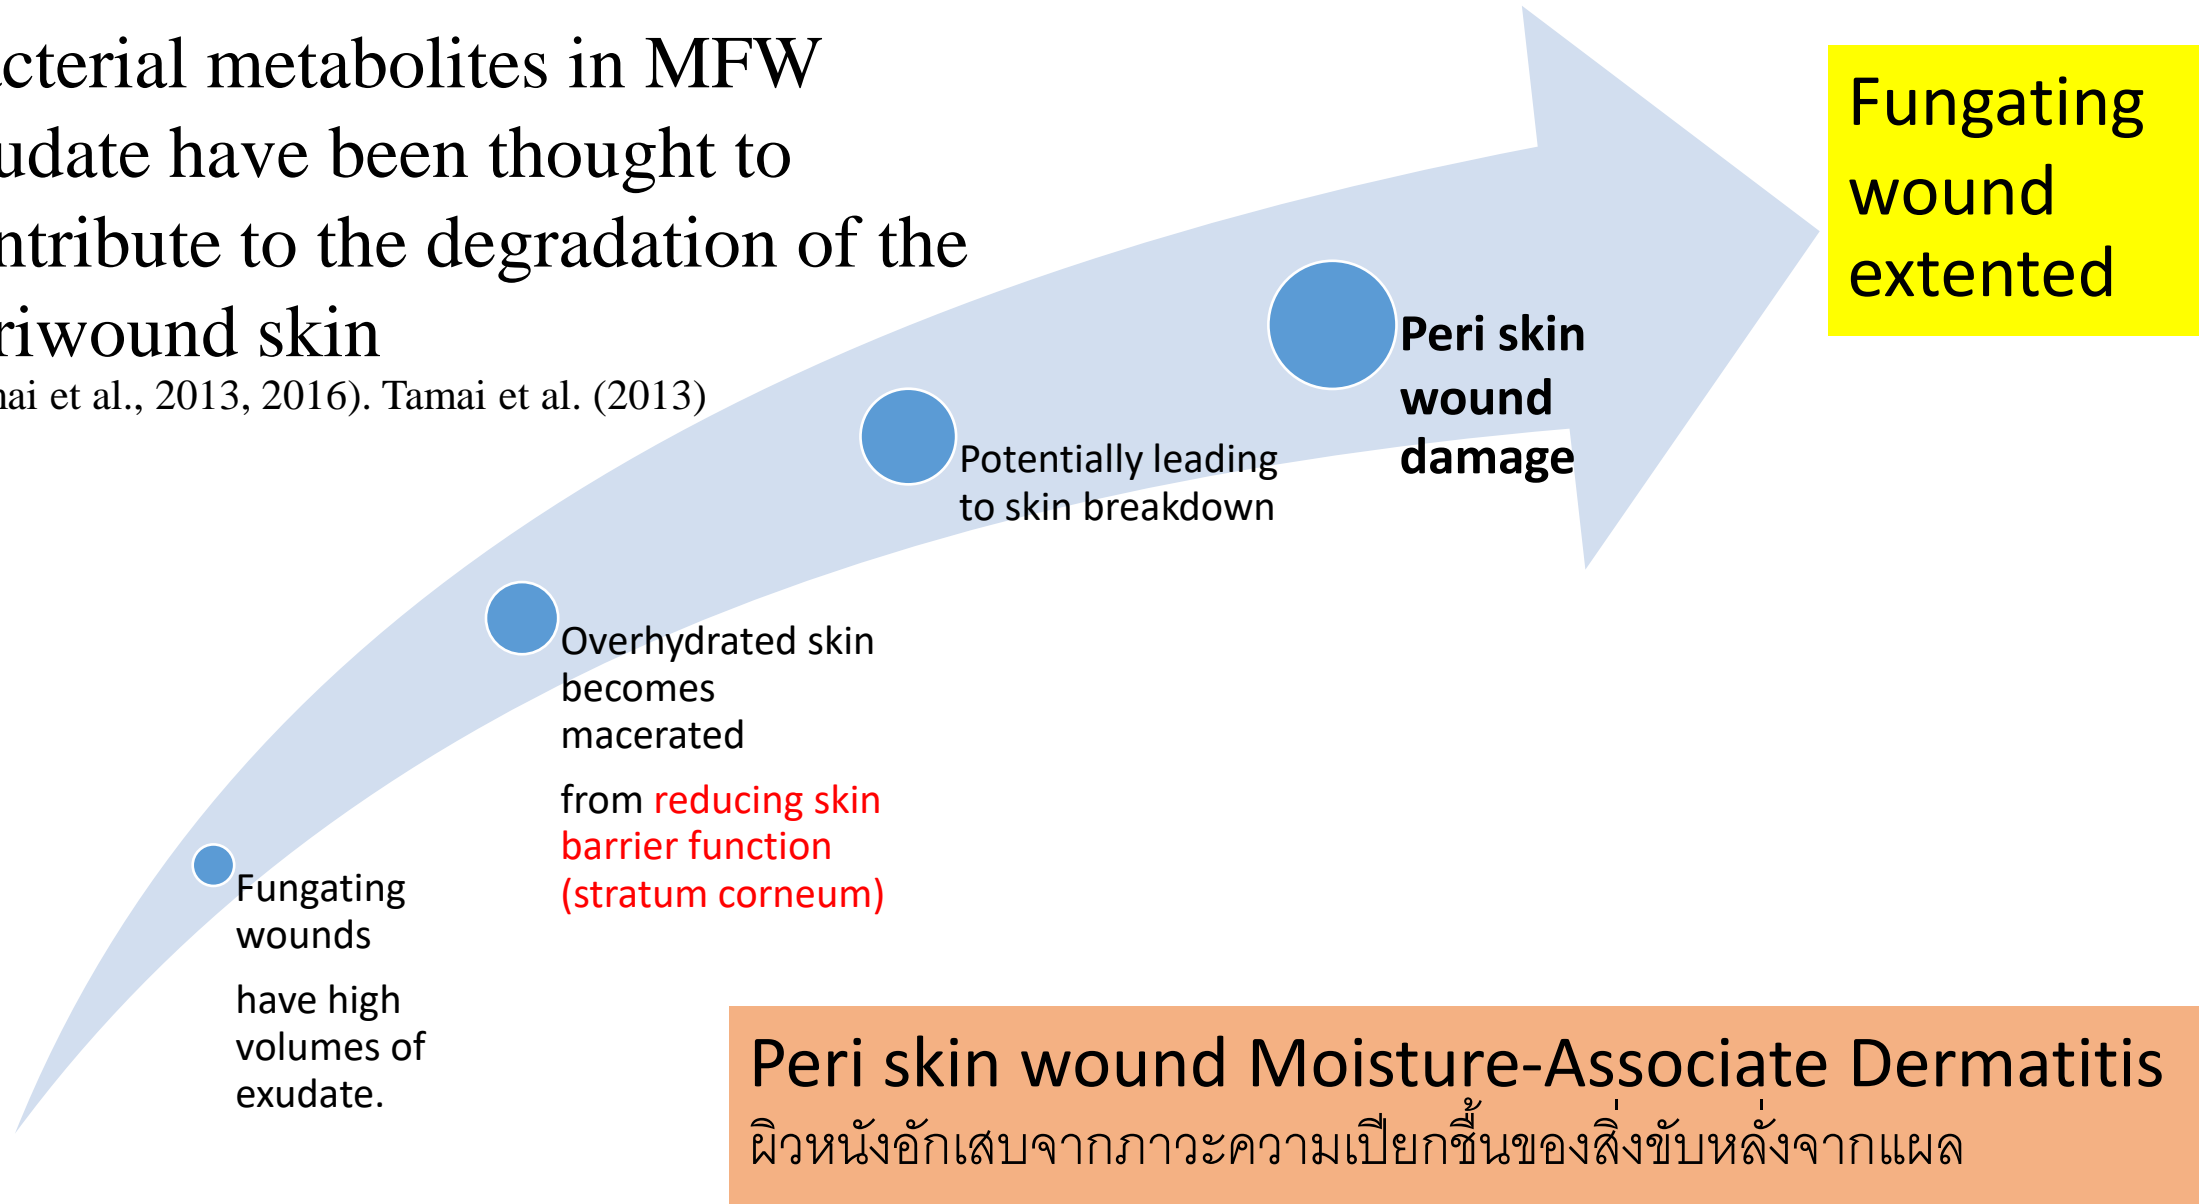 acterial metabolites in MFW
udate have been thought to
ntribute to the degradation of the
riwound skin
nai et al., 2013, 2016). Tamai et al. (2013)
Fungating
wound
extented
Peri skin
wound
damage
Potentially leading
to skin breakdown
Overhydrated skin
becomes
macerated
from reducing skin
barrier function
(stratum corneum)
Fungating
wounds
have high
volumes of
exudate.
Peri skin wound Moisture-Associate Dermatitis
ผิวหนังอักเสบจากภาวะความเปียกชื้นของสิ่งขับหลั่งจากแผล